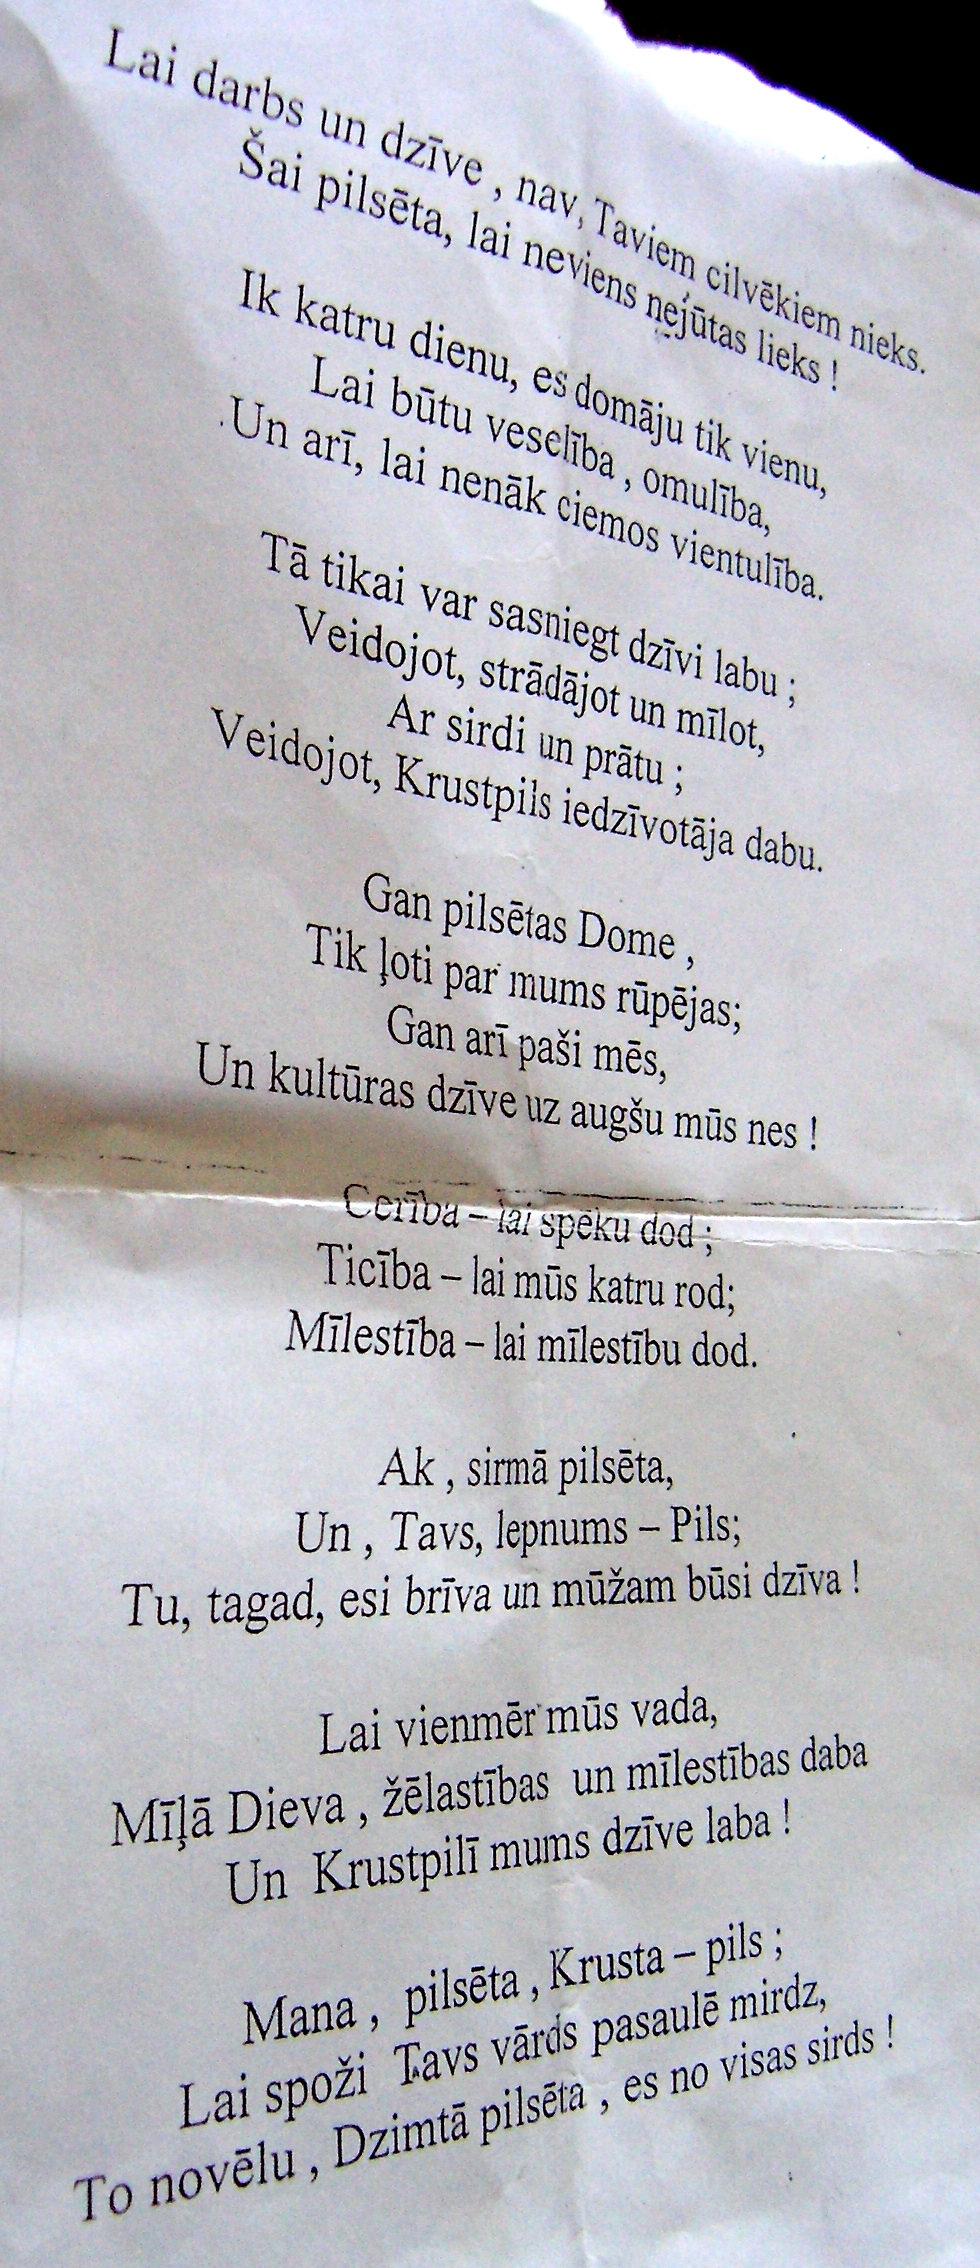 Lai darbs un dzīve , nav, Taviem cilvēkiem nieks.
Šai pilsēta, lai neviens nejūtas lieks !
Ik katru dienu, es domāju tik vienu,
Lai būtu veselība , omulība,
Un arī, lai nenāk ciemos vientulība.
Tā tikai var sasniegt dzīvi labu ;
Veidojot, strādājot un mīlot,
Ar sirdi un prātu ;
Veidojot, Krustpils iedzīvotāja dabu.
Gan pilsētas Dome ,
Tik ļoti par mums rūpējas;
Gan arī paši mēs,
Un kultūras dzīve uz augšu mūs nes !
Cerība – lai spēku dod ;
Ticība – lai mūs katru rod;
Mīlestība – lai mīlestību dod.
Ak , sirmā pilsēta,
Un , Tavs, lepnums – Pils;
Tu, tagad, esi brīva un mūžam būsi dzīva !
Lai vienmēr mūs vada,
Mīļā Dieva , žēlastības un mīlestības daba
Un Krustpilī mums dzīve laba !
Mana , pilsēta , Krusta – pils ;
Lai spoži Tavs vārds pasaulē mirdz,
To novēlu , Dzimtā pilsēta , es no visas sirds !